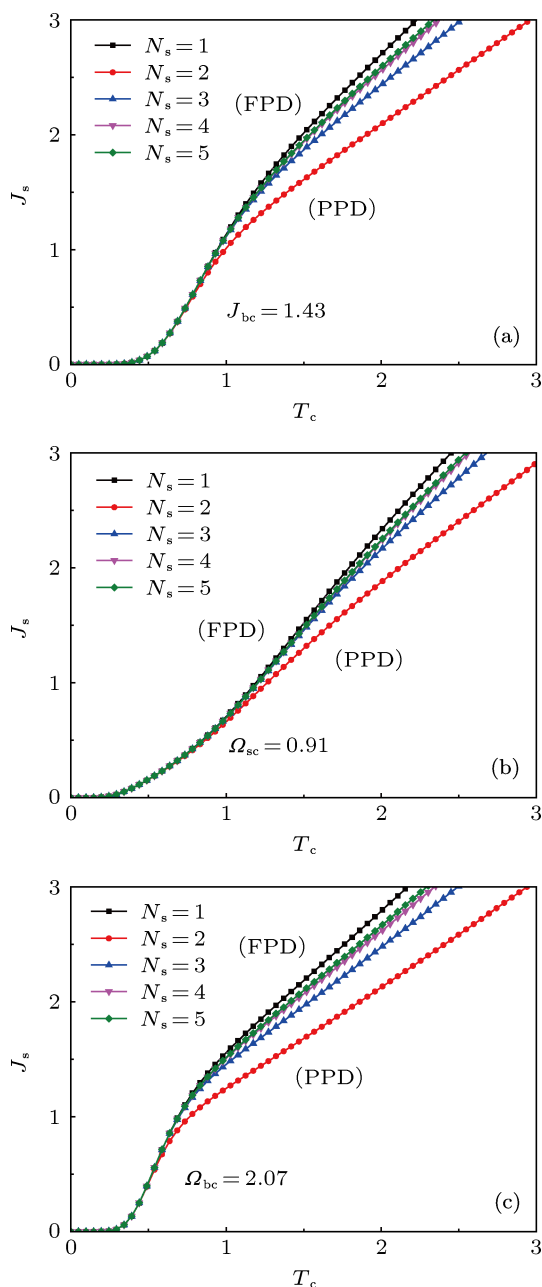 3
N_s = 1
N_s = 2
N_s = 3
N_s = 4
N_s = 5
(FPD)
2
J_s
(PPD)
1
J_bc = 1.43
(a)
0
0 1 2 3
T_c
3
N_s = 1
N_s = 2
N_s = 3
N_s = 4
N_s = 5
2
J_s
(FPD)
(PPD)
1
Ω_sc = 0.91
(b)
0
0 1 2 3
T_c
3
N_s = 1
N_s = 2
(FPD)
N_s = 3
N_s = 4
2
N_s = 5
J_s
(PPD)
1
Ω_bc = 2.07
(c)
0
0 1 2 3
T_c